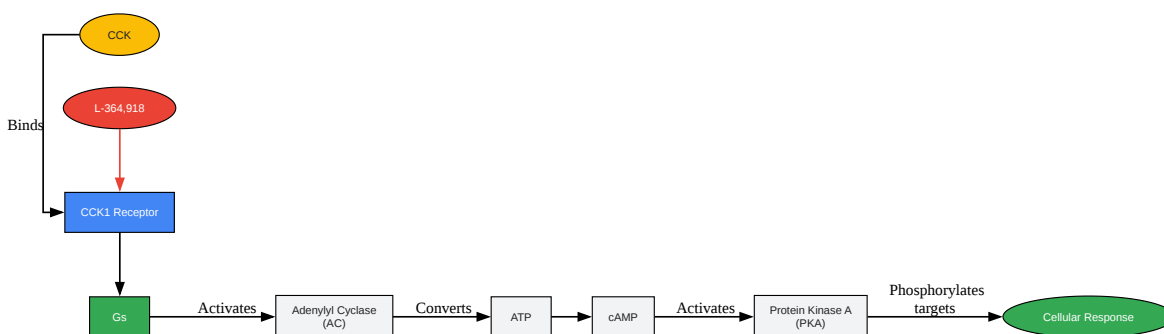 CCK
L-364,918
Binds
CCK1 Receptor
Gs
Activates
Adenylyl Cyclase
(AC)
Converts
ATP
cAMP
Activates
Protein Kinase A
(PKA)
Phosphorylates
targets
Cellular Response